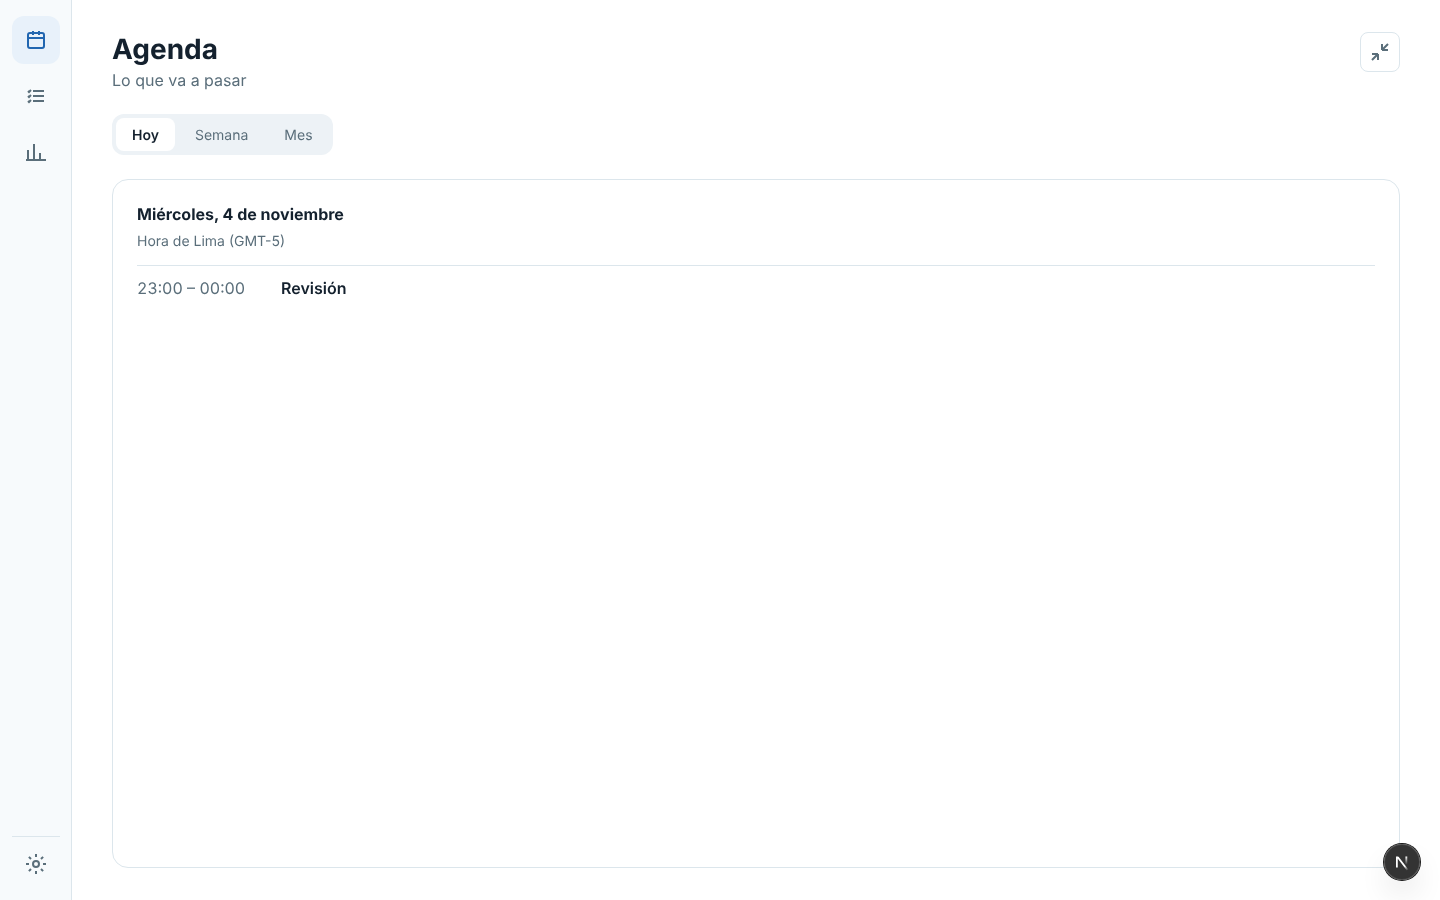 Agenda
Lo que va a pasar
Hoy
Semana
Mes
Miércoles, 4 de noviembre
Hora de Lima (GMT-5)
23:00 – 00:00 Revisión
N